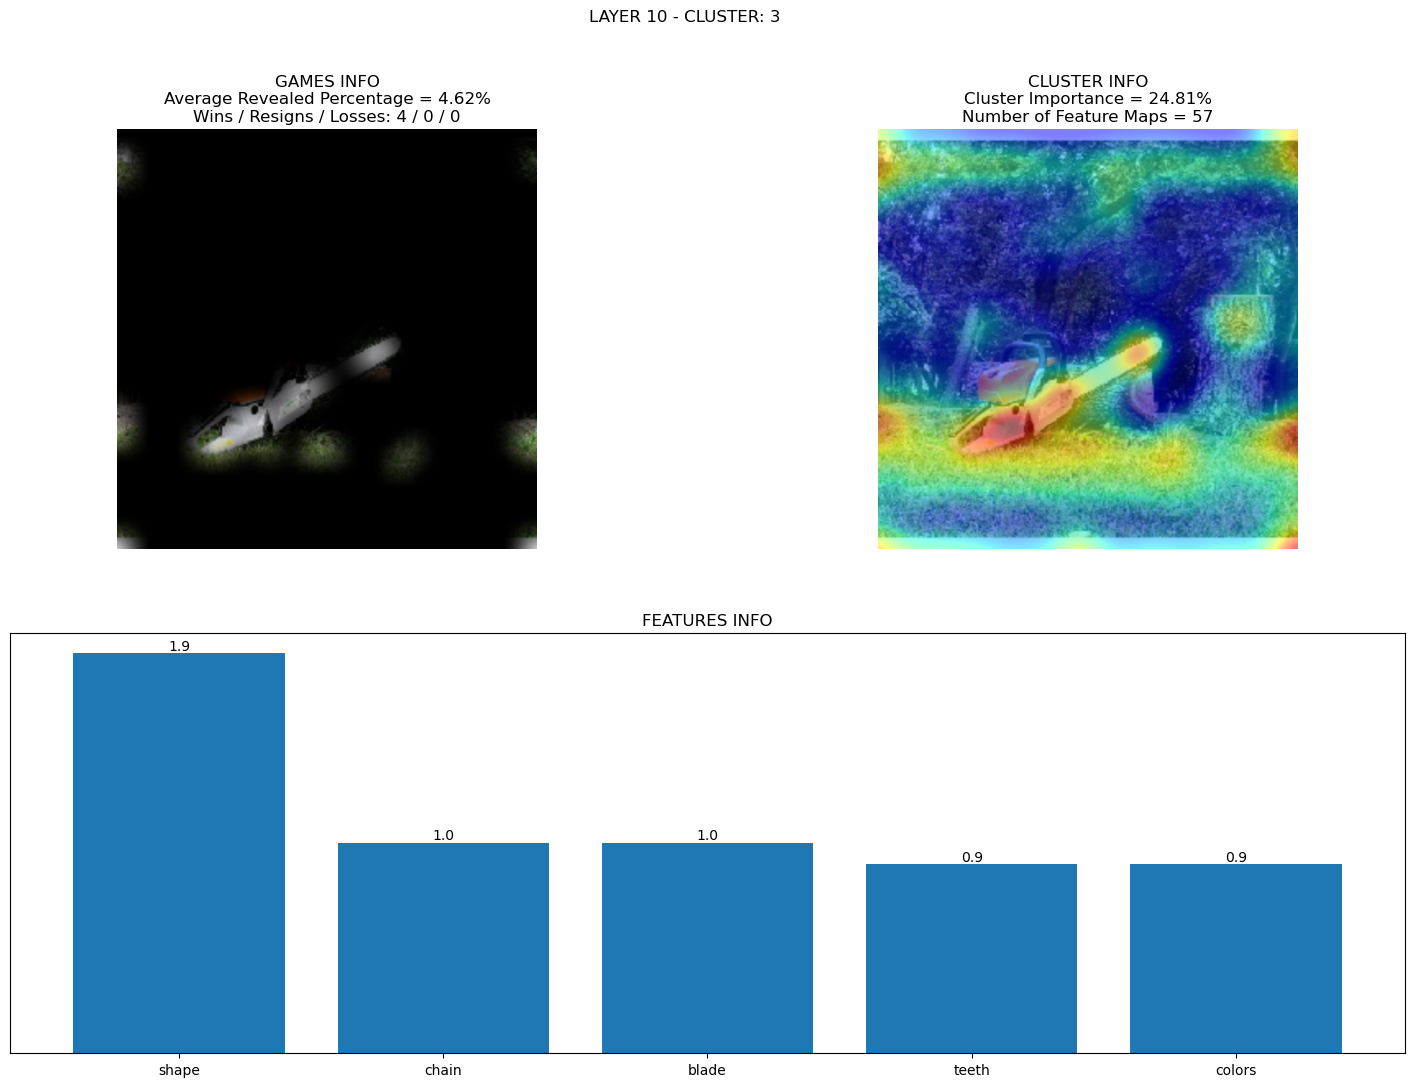 LAYER 10 - CLUSTER: 3
GAMES INFO
Average Revealed Percentage = 4.62%
Wins / Resigns / Losses: 4 / 0 / 0
CLUSTER INFO
Cluster Importance = 24.81%
Number of Feature Maps = 57
FEATURES INFO
1.9
1.0
1.0
0.9
0.9
shape
chain
blade
teeth
colors